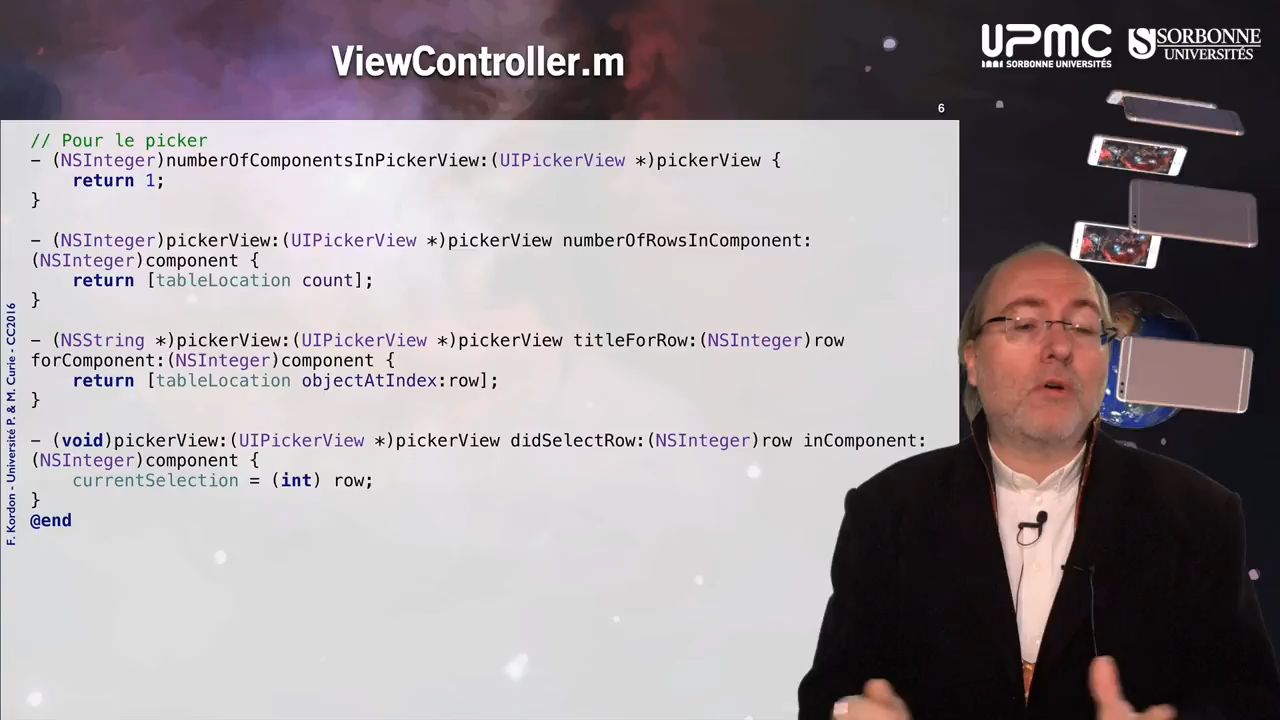 ViewController.m
UPMC
SORBONNE UNIVERSITÉS
SORBONNE
UNIVERSITÉS
6
// Pour le picker
– (NSInteger)numberOfComponentsInPickerView:(UIPickerView *)pickerView {
    return 1;
}
– (NSInteger)pickerView:(UIPickerView *)pickerView numberOfRowsInComponent:
(NSInteger)component {
    return [tableLocation count];
}
– (NSString *)pickerView:(UIPickerView *)pickerView titleForRow:(NSInteger)row
forComponent:(NSInteger)component {
    return [tableLocation objectAtIndex:row];
}
– (void)pickerView:(UIPickerView *)pickerView didSelectRow:(NSInteger)row inComponent:
(NSInteger)component {
    currentSelection = (int) row;
}
@end
F. Kordon - Université P. & M. Curie - CC2016